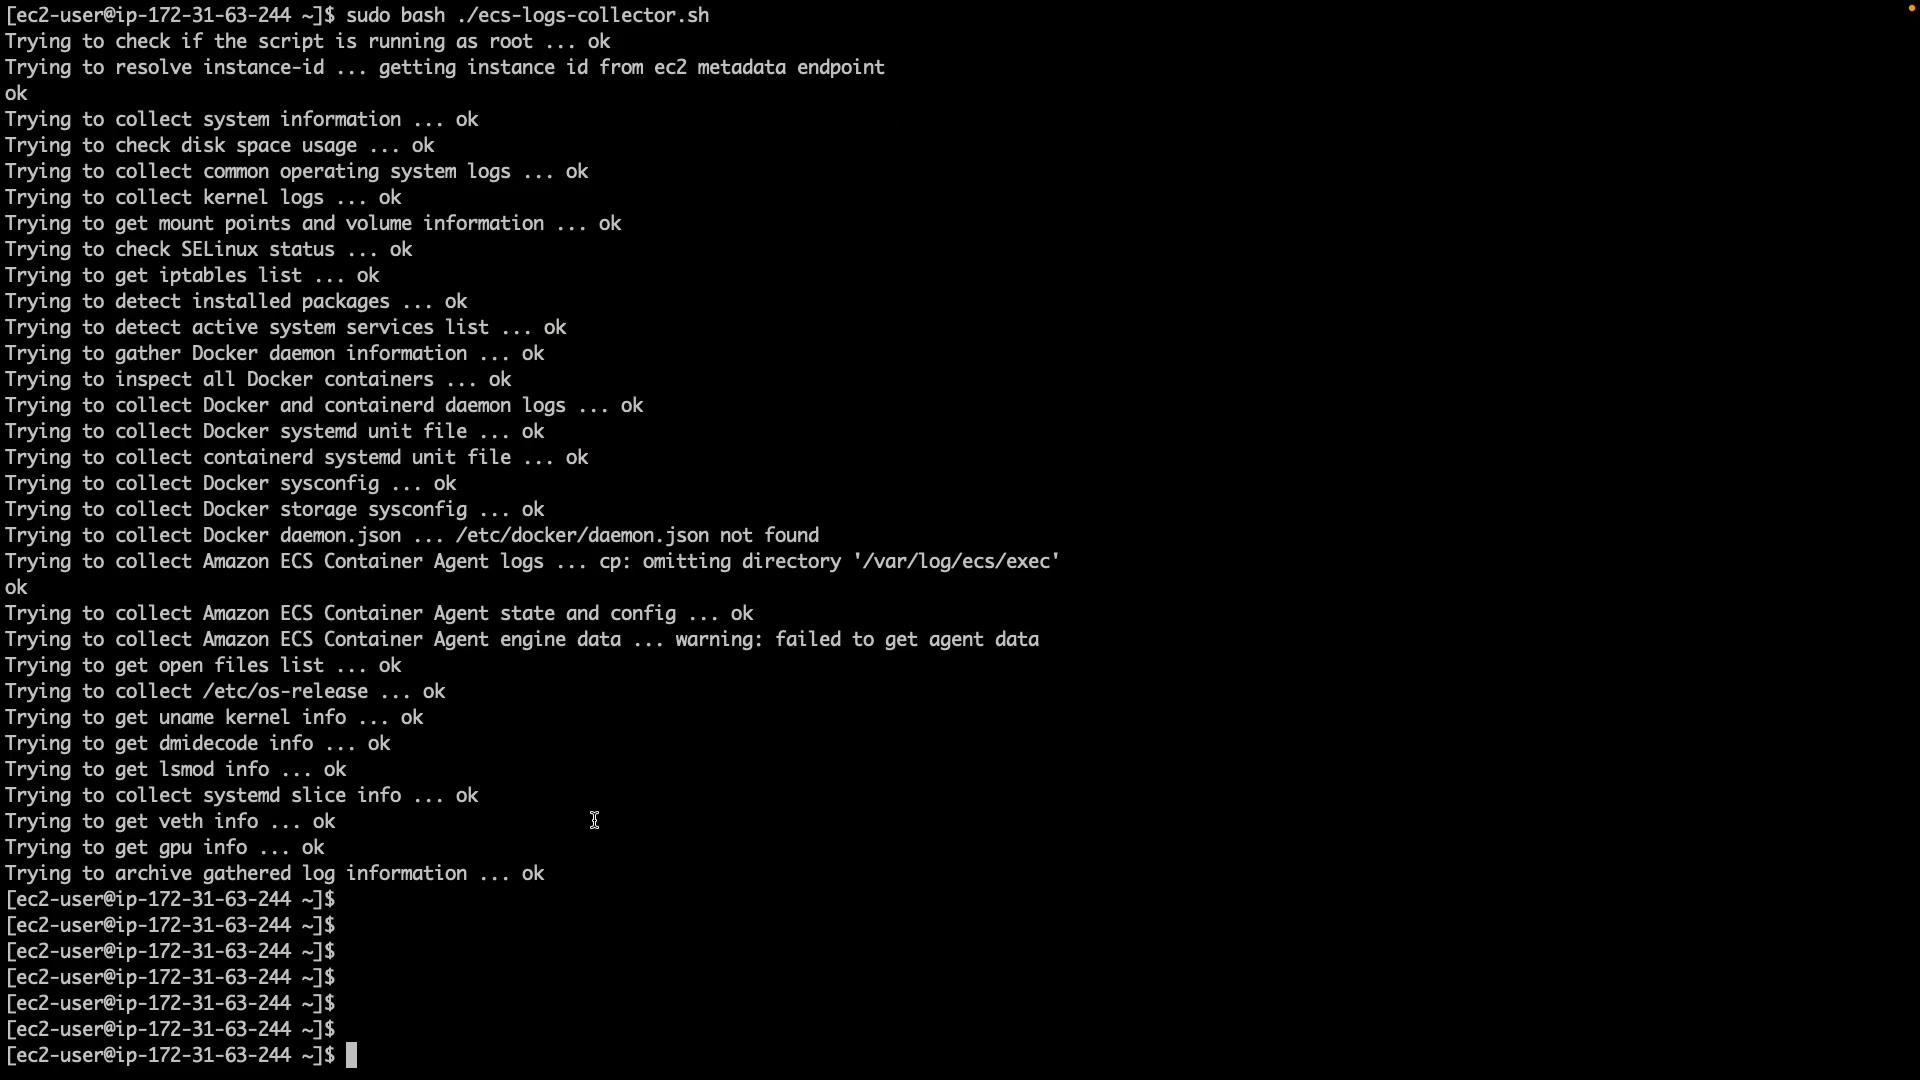 [ec2-user@ip-172-31-63-244 ~]$ sudo bash ./ecs-logs-collector.sh
Trying to check if the script is running as root ... ok
Trying to resolve instance-id ... getting instance id from ec2 metadata endpoint
ok
Trying to collect system information ... ok
Trying to check disk space usage ... ok
Trying to collect common operating system logs ... ok
Trying to collect kernel logs ... ok
Trying to get mount points and volume information ... ok
Trying to check SELinux status ... ok
Trying to get iptables list ... ok
Trying to detect installed packages ... ok
Trying to detect active system services list ... ok
Trying to gather Docker daemon information ... ok
Trying to inspect all Docker containers ... ok
Trying to collect Docker and containerd daemon logs ... ok
Trying to collect Docker systemd unit file ... ok
Trying to collect containerd systemd unit file ... ok
Trying to collect Docker sysconfig ... ok
Trying to collect Docker storage sysconfig ... ok
Trying to collect Docker daemon.json ... /etc/docker/daemon.json not found
Trying to collect Amazon ECS Container Agent logs ... cp: omitting directory '/var/log/ecs/exec'
ok
Trying to collect Amazon ECS Container Agent state and config ... ok
Trying to collect Amazon ECS Container Agent engine data ... warning: failed to get agent data
Trying to get open files list ... ok
Trying to collect /etc/os-release ... ok
Trying to get uname kernel info ... ok
Trying to get dmidecode info ... ok
Trying to get lsmod info ... ok
Trying to collect systemd slice info ... ok
Trying to get veth info ... ok
Trying to get gpu info ... ok
Trying to archive gathered log information ... ok
[ec2-user@ip-172-31-63-244 ~]$
[ec2-user@ip-172-31-63-244 ~]$
[ec2-user@ip-172-31-63-244 ~]$
[ec2-user@ip-172-31-63-244 ~]$
[ec2-user@ip-172-31-63-244 ~]$
[ec2-user@ip-172-31-63-244 ~]$
[ec2-user@ip-172-31-63-244 ~]$